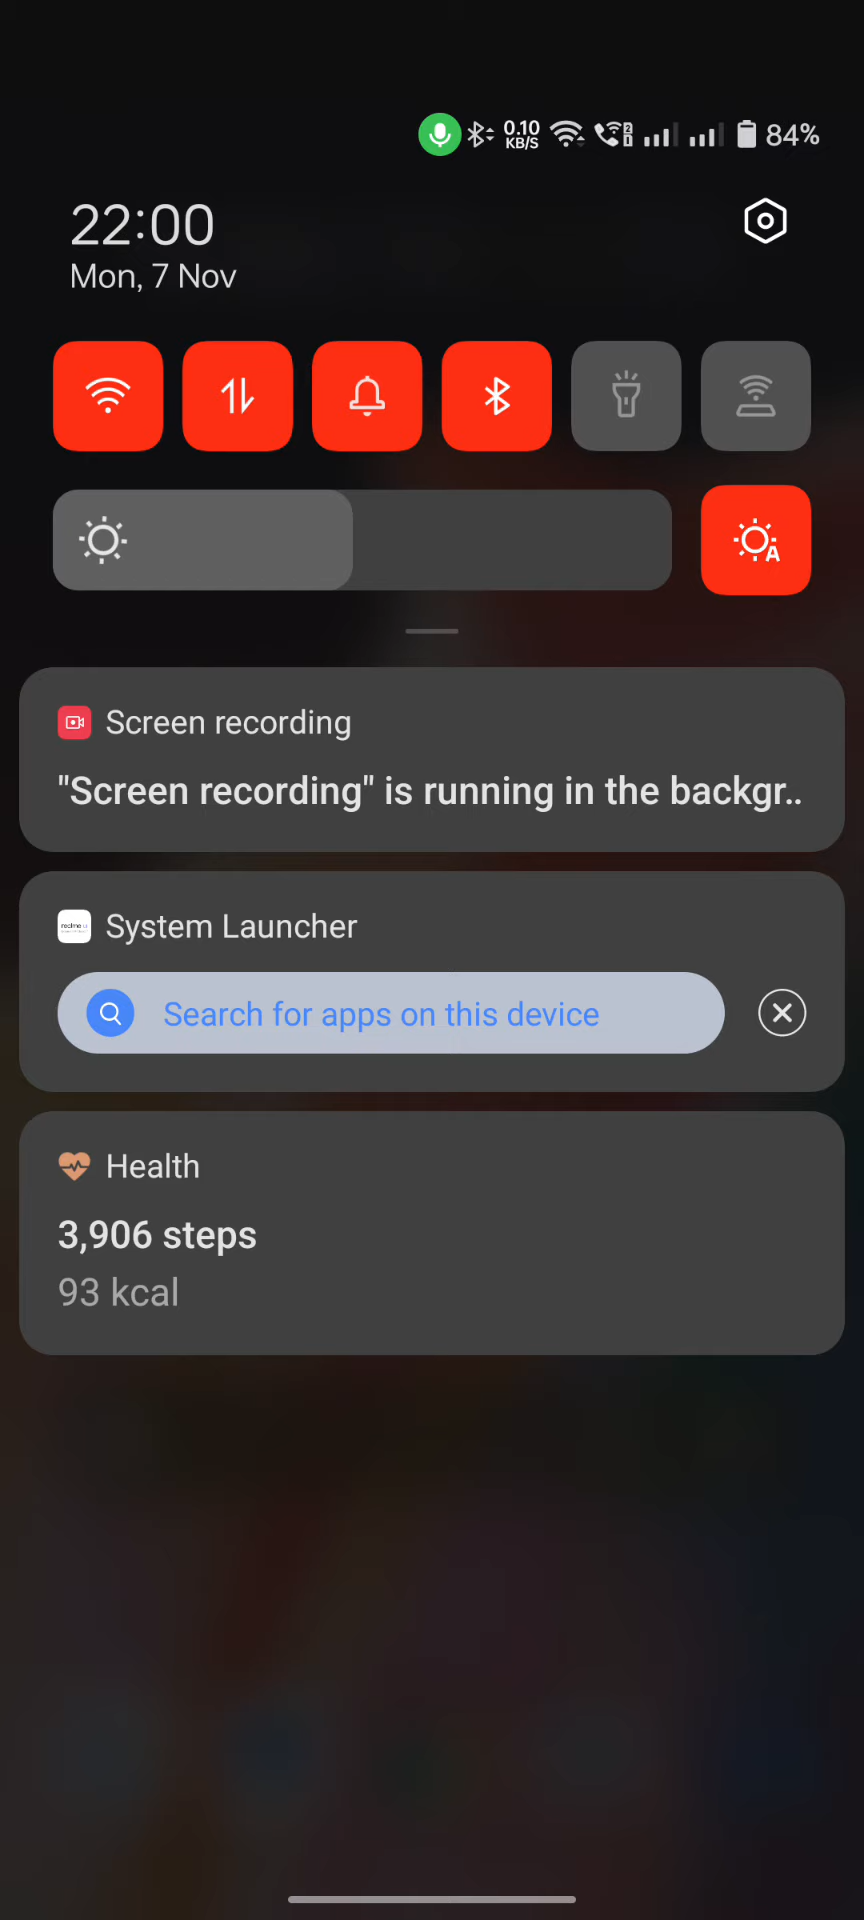 0.10 KB/S 84%
22:00
Mon, 7 Nov
A
Screen recording
"Screen recording" is running in the backgr..
System Launcher
Search for apps on this device
Health
3,906 steps
93 kcal